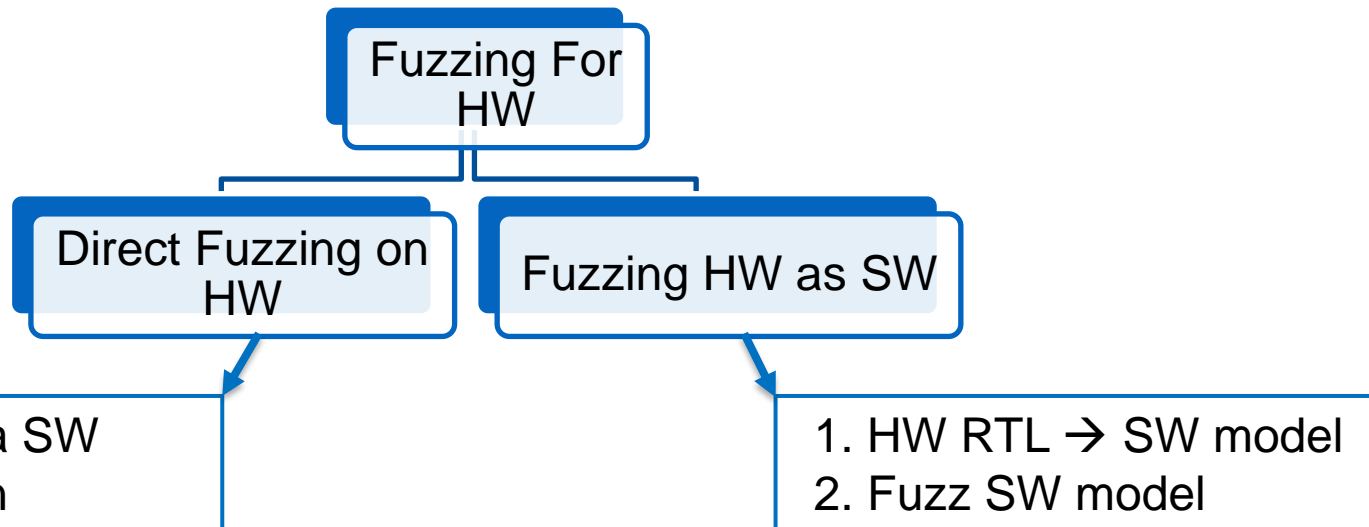 Fuzzing For
HW
Direct Fuzzing on
HW
Fuzzing HW as SW
SW
1. HW RTL → SW model
2. Fuzz SW model